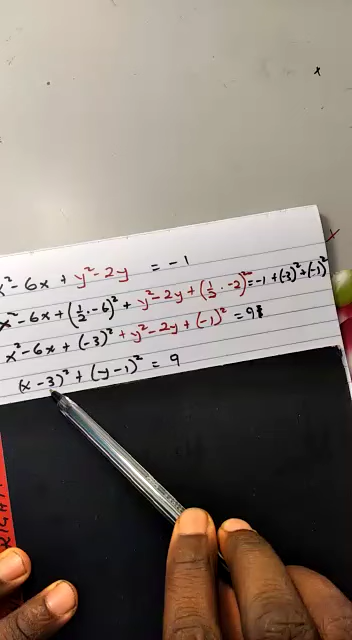 x² - 6x + y² - 2y = -1
x² - 6x + (1/2 · -6)² + y² - 2y + (1/2 · -2)² = -1 + (-3)² + (-1)²
x² - 6x + (-3)² + y² - 2y + (-1)² = 9
(x - 3)² + (y - 1)² = 9